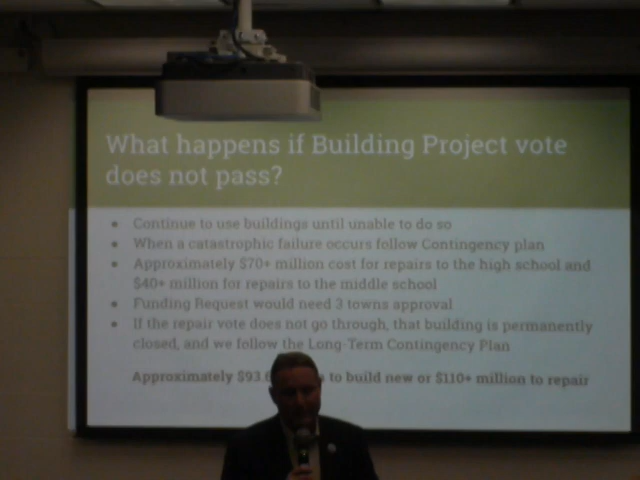 What happens if Building Project vote
does not pass?
● Continue to use buildings until unable to do so
● When a catastrophic failure occurs follow Contingency plan
● Approximately $70+ million cost for repairs to the high school and
$40+ million for repairs to the middle school
● Funding Request would need 3 towns approval
● If the repair vote does not go through, that building is permanently
closed, and we follow the Long-Term Contingency Plan
Approximately to build new or $110+ million to repair